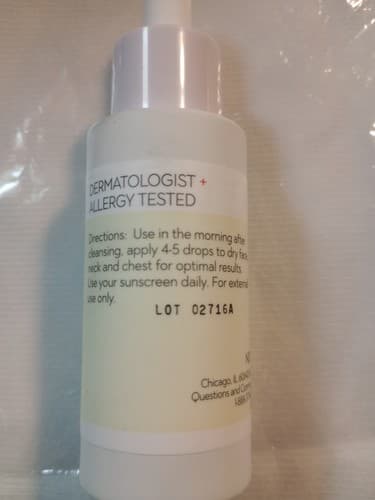 DERMATOLOGIST +
ALLERGY TESTED
Directions: Use in the morning after
cleansing, apply 4-5 drops to dry face,
neck and chest for optimal results.
Use your sunscreen daily. For external
use only.
LOT 02716A
Chicago, IL
Questions and